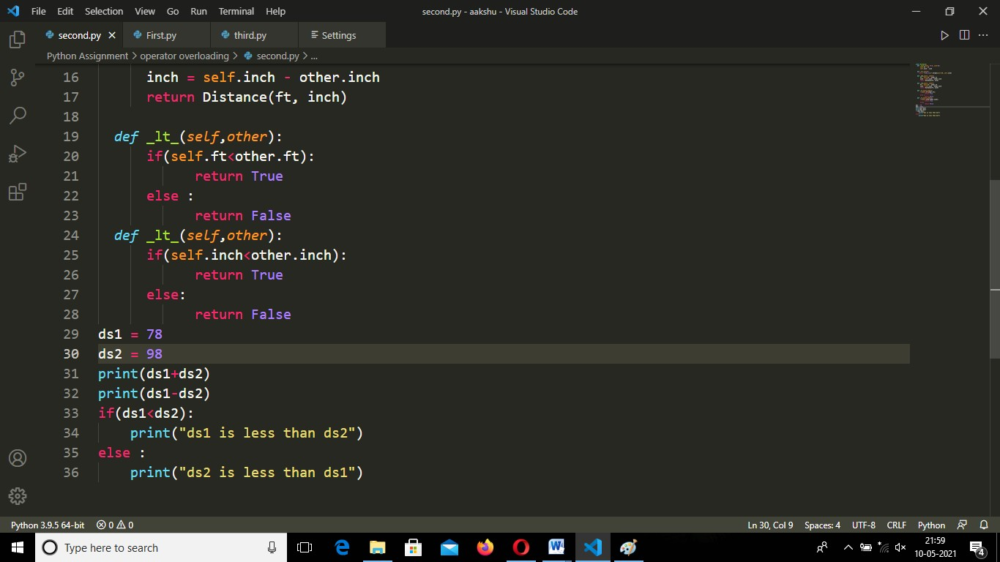 File Edit Selection View Go Run Terminal Help second.py - aakshu - Visual Studio Code
second.py First.py third.py Settings
Python Assignment > operator overloading > second.py > ...
16 inch = self.inch - other.inch
17 return Distance(ft, inch)
18
19 def _lt_(self,other):
20 if(self.ft<other.ft):
21 return True
22 else :
23 return False
24 def _lt_(self,other):
25 if(self.inch<other.inch):
26 return True
27 else:
28 return False
29 ds1 = 78
30 ds2 = 98
31 print(ds1+ds2)
32 print(ds1-ds2)
33 if(ds1<ds2):
34 print("ds1 is less than ds2")
35 else :
36 print("ds2 is less than ds1")
Python 3.9.5 64-bit 0 0 Ln 30, Col 9 Spaces: 4 UTF-8 CRLF Python
Type here to search
21:59
10-05-2021
4